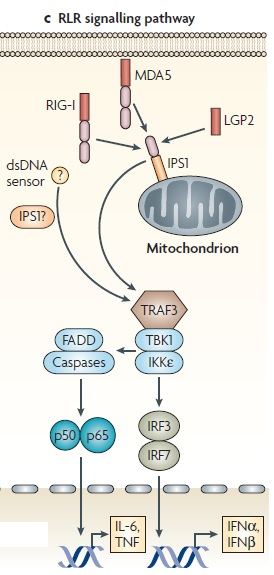 c RLR signalling pathway
MDA5
RIG-I
LGP2
dsDNA
sensor
?
IPS1
IPS1?
Mitochondrion
TRAF3
FADD
TBK1
Caspases
IKKε
p50
p65
IRF3
IRF7
IL-6,
TNF
IFNα,
IFNβ